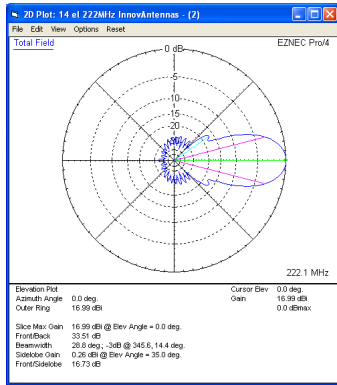 2D Plot: 14 el 222MHz InnovAntennas - (2)
File Edit View Options Reset
Total Field
0 dB
EZNEC Pro/4
-5
-10
-15
-20
222.1 MHz
Elevation Plot
Cursor Elev 0.0 deg.
Azimuth Angle 0.0 deg.
Gain 16.99 dBi
Outer Ring 16.99 dBi
0.0 dBmax
Slice Max Gain 16.99 dBi @ Elev Angle = 0.0 deg.
Front/Back 33.51 dB
Beamwidth 28.8 deg.; -3dB @ 345.6, 14.4 deg.
Sidelobe Gain 0.26 dBi @ Elev Angle = 35.0 deg.
Front/Sidelobe 16.73 dB